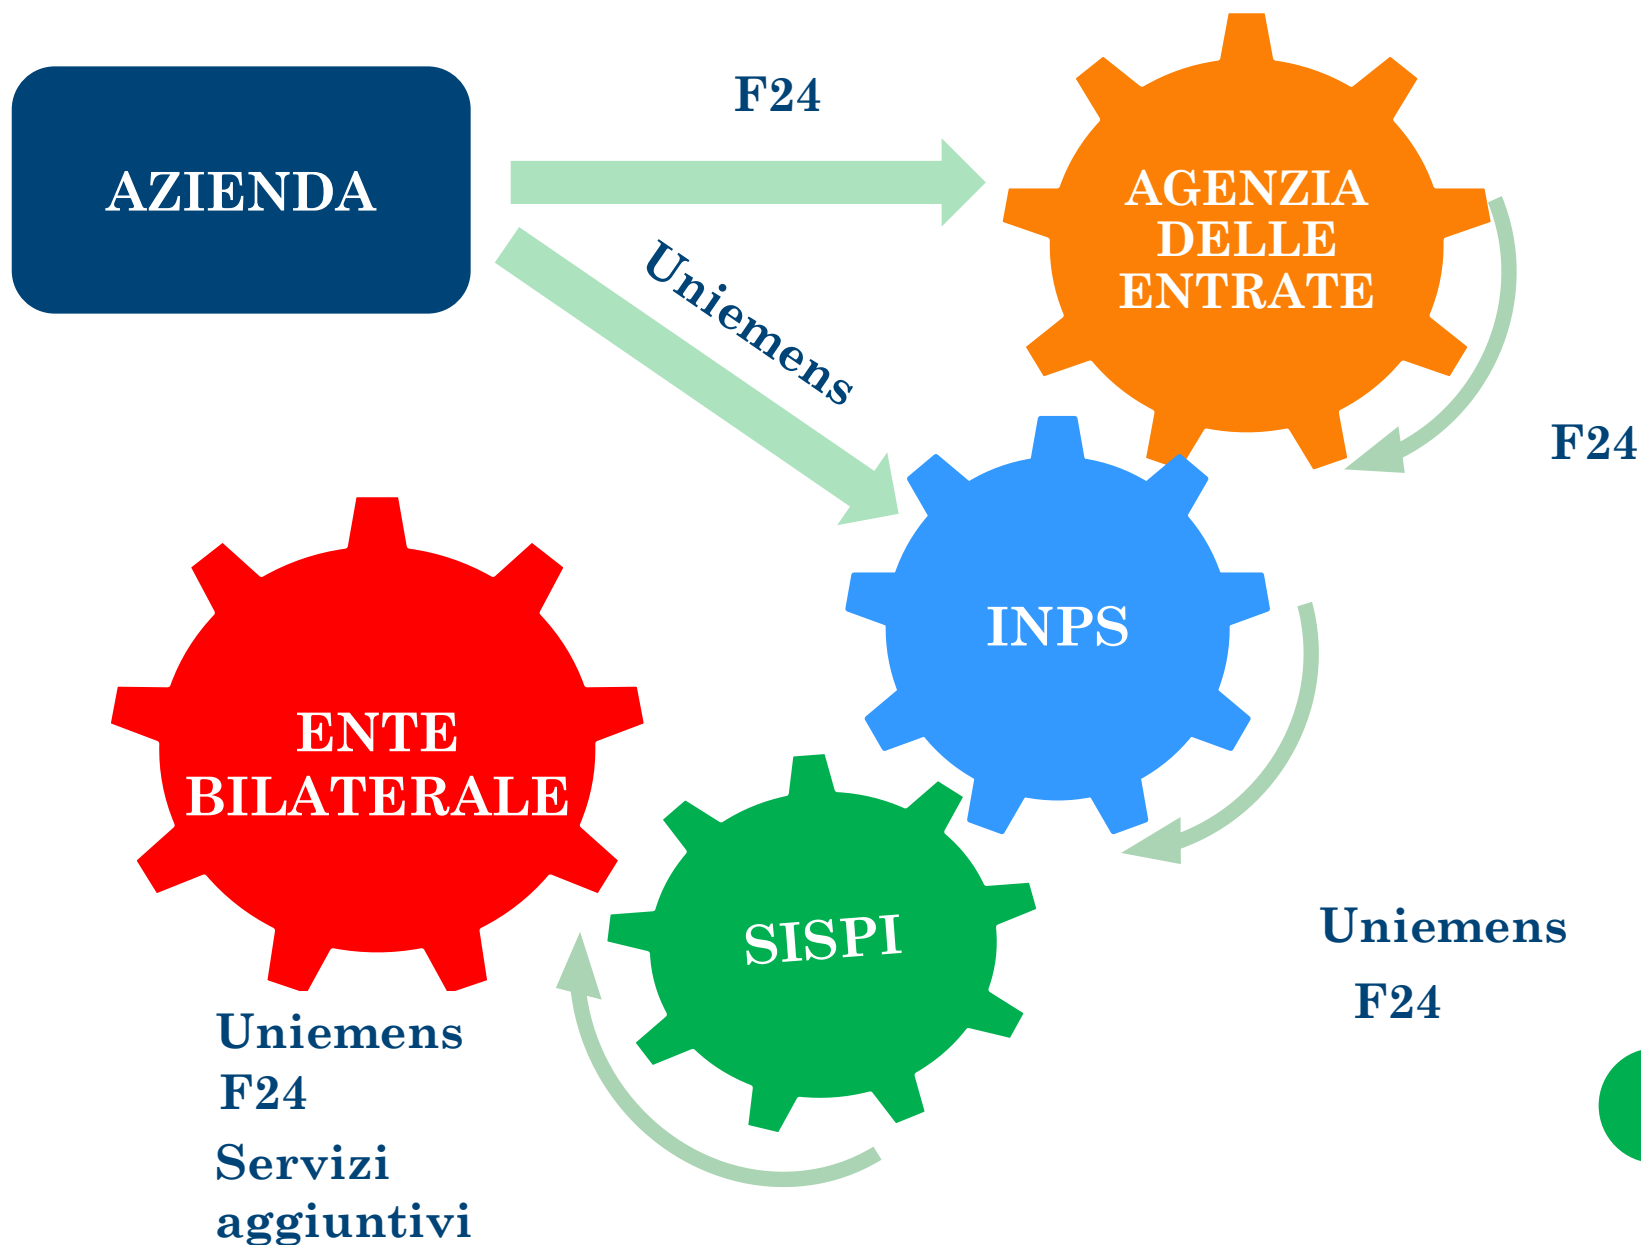 F24
AZIENDA
AGENZIA
DELLE
ENTRATE
Uniemens
F24
INPS
ENTE
BILATERALE
SISPI
Uniemens
F24
Uniemens
F24
Servizi
aggiuntivi